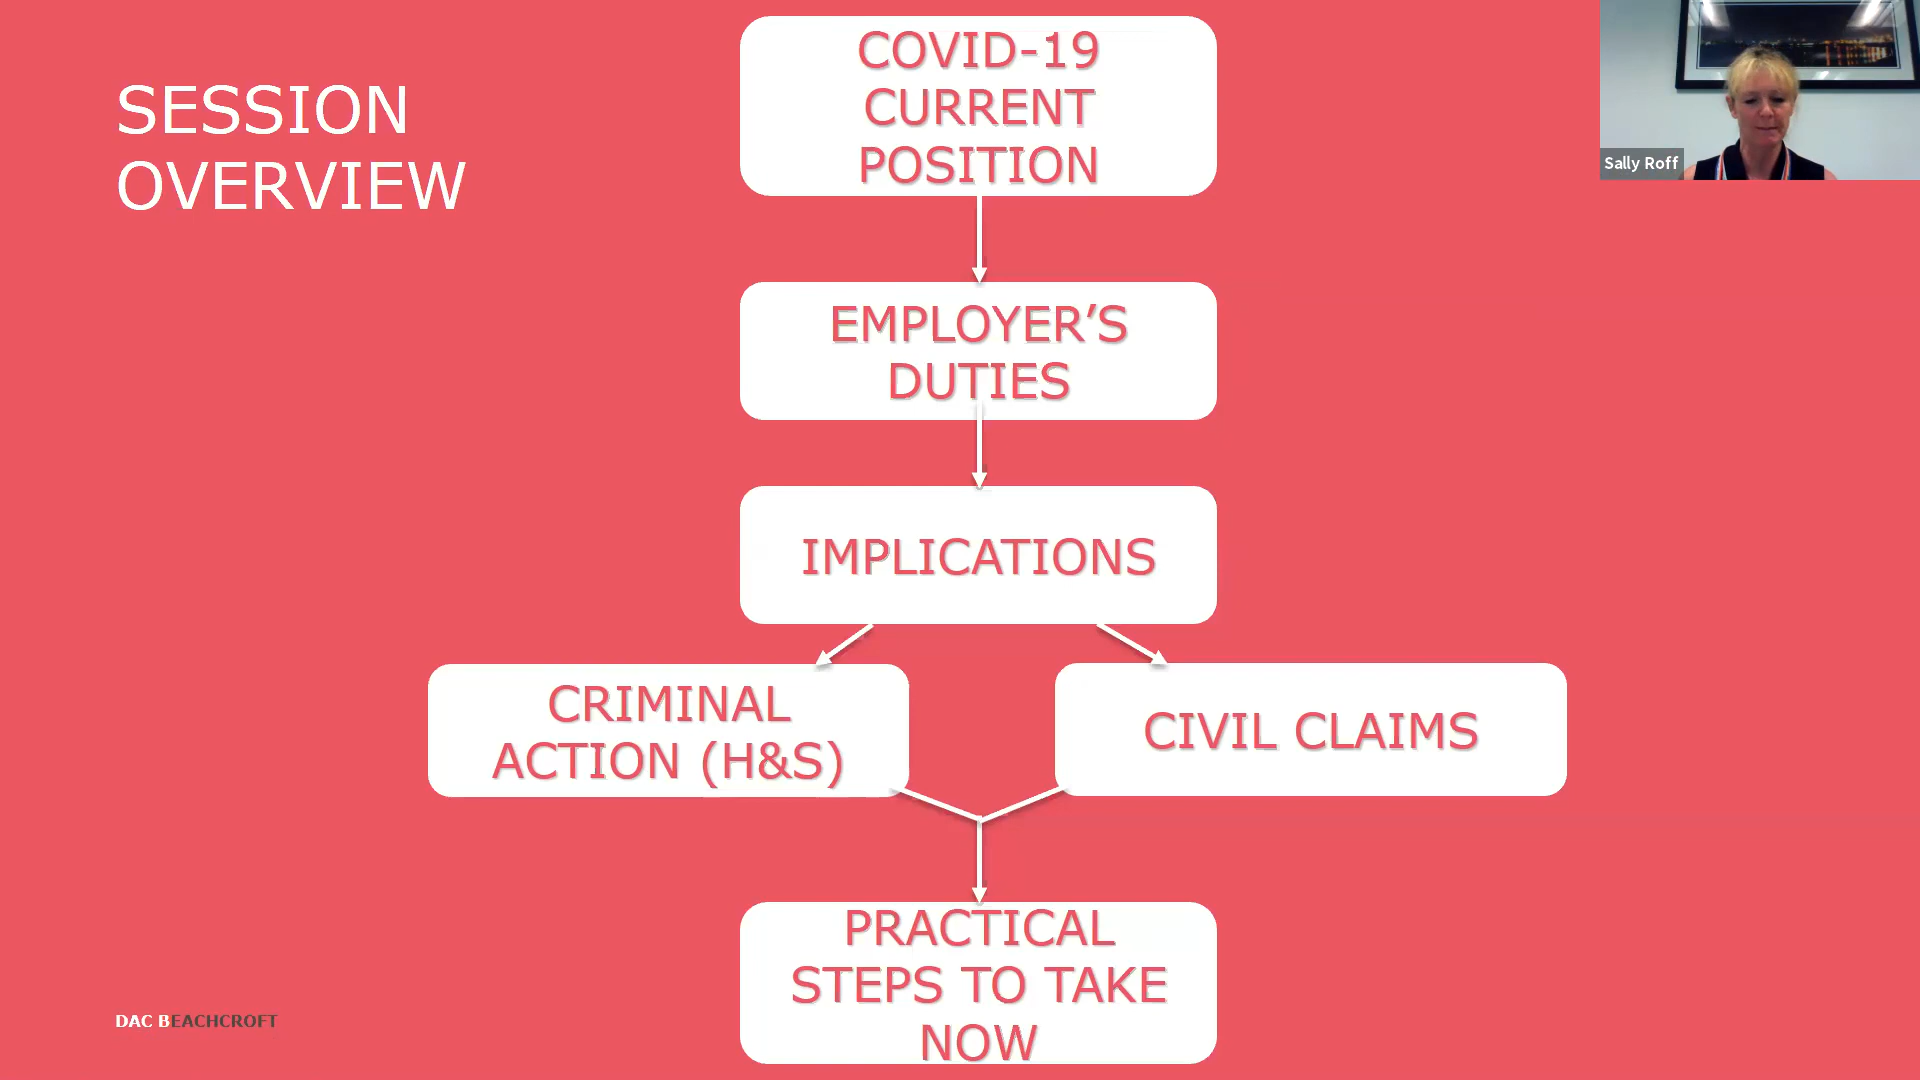 SESSION
OVERVIEW
COVID-19
CURRENT
POSITION
EMPLOYER’S
DUTIES
IMPLICATIONS
CRIMINAL
ACTION (H&S)
CIVIL CLAIMS
PRACTICAL
STEPS TO TAKE
NOW
Sally Roff
DAC BEACHCROFT